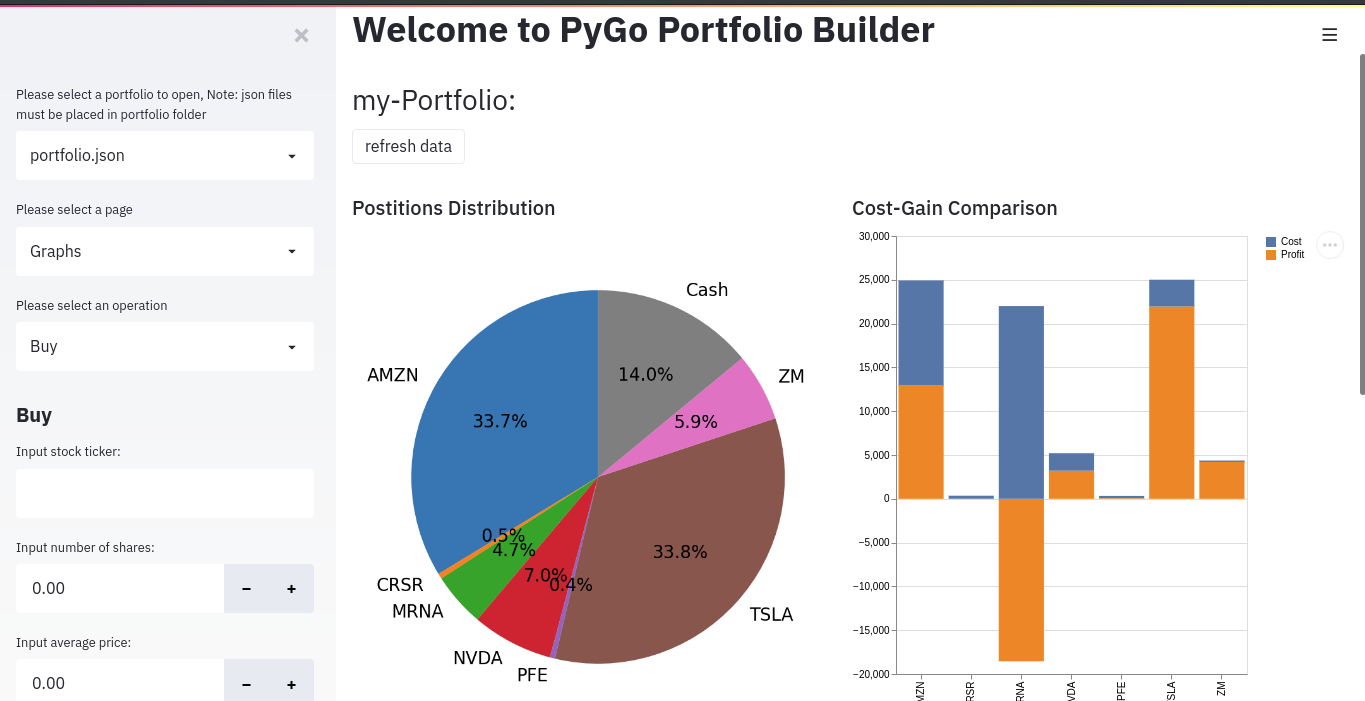 Welcome to PyGo Portfolio Builder
Please select a portfolio to open, Note: json files
must be placed in portfolio folder
portfolio.json
Please select a page
Graphs
Please select an operation
Buy
Buy
Input stock ticker:
Input number of shares:
0.00
Input average price:
0.00
my-Portfolio:
refresh data
Postitions Distribution
Cash
AMZN
ZM
14.0%
33.7%
5.9%
0.5%
4.7%
33.8%
7.0%
0.4%
CRSR
MRNA
TSLA
NVDA
PFE
Cost-Gain Comparison
30,000
25,000
20,000
15,000
10,000
5,000
0
−5,000
−10,000
−15,000
−20,000
Cost
Profit
MZN
RSR
RNA
VDA
PFE
SLA
ZM